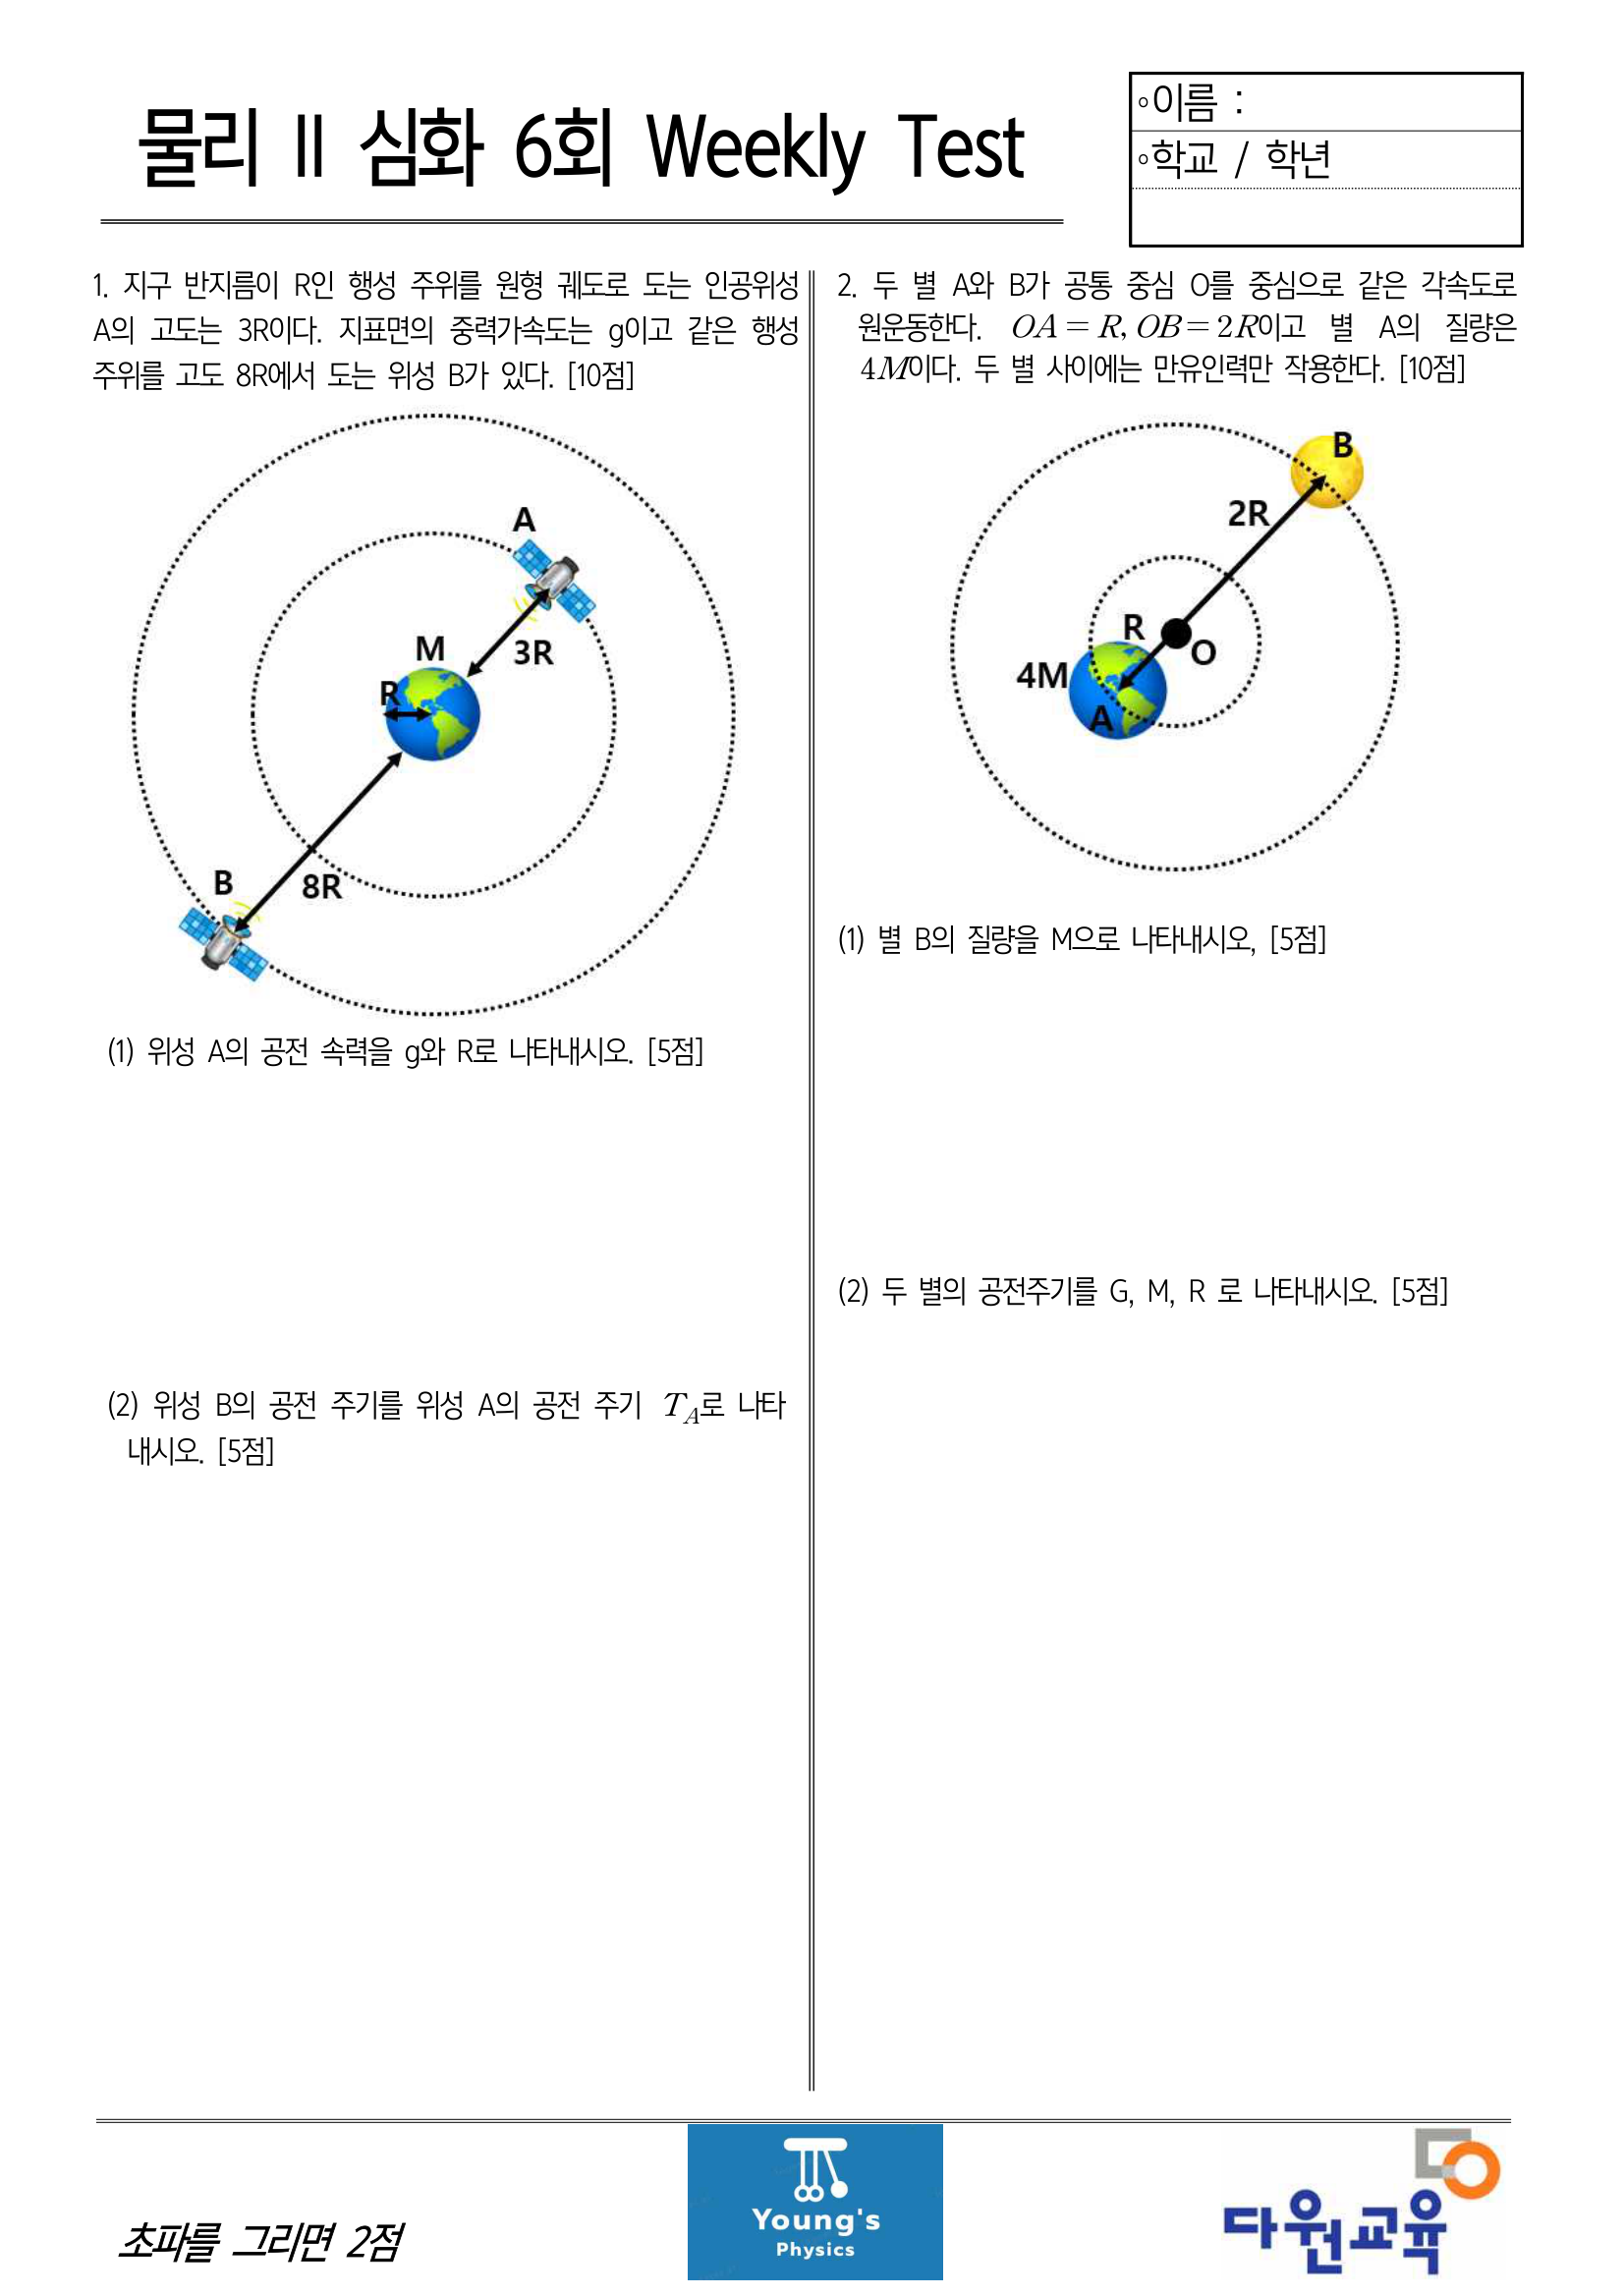 물리 II 심화 6회 Weekly Test
◦이름 :
◦학교 / 학년
1. 지구 반지름이 R인 행성 주위를 원형 궤도로 도는 인공위성
A의 고도는 3R이다. 지표면의 중력가속도는 g이고 같은 행성
주위를 고도 8R에서 도는 위성 B가 있다. [10점]
A
M
3R
R
B
8R
(1) 위성 A의 공전 속력을 g와 R로 나타내시오. [5점]
(2) 위성 B의 공전 주기를 위성 A의 공전 주기 T_A로 나타
내시오. [5점]
2. 두 별 A와 B가 공통 중심 O를 중심으로 같은 각속도로
원운동한다. OA = R, OB = 2R이고 별 A의 질량은
4M이다. 두 별 사이에는 만유인력만 작용한다. [10점]
B
2R
R
O
4M
A
(1) 별 B의 질량을 M으로 나타내시오, [5점]
(2) 두 별의 공전주기를 G, M, R 로 나타내시오. [5점]
초파를 그리면 2점
Young's
Physics
다원교육